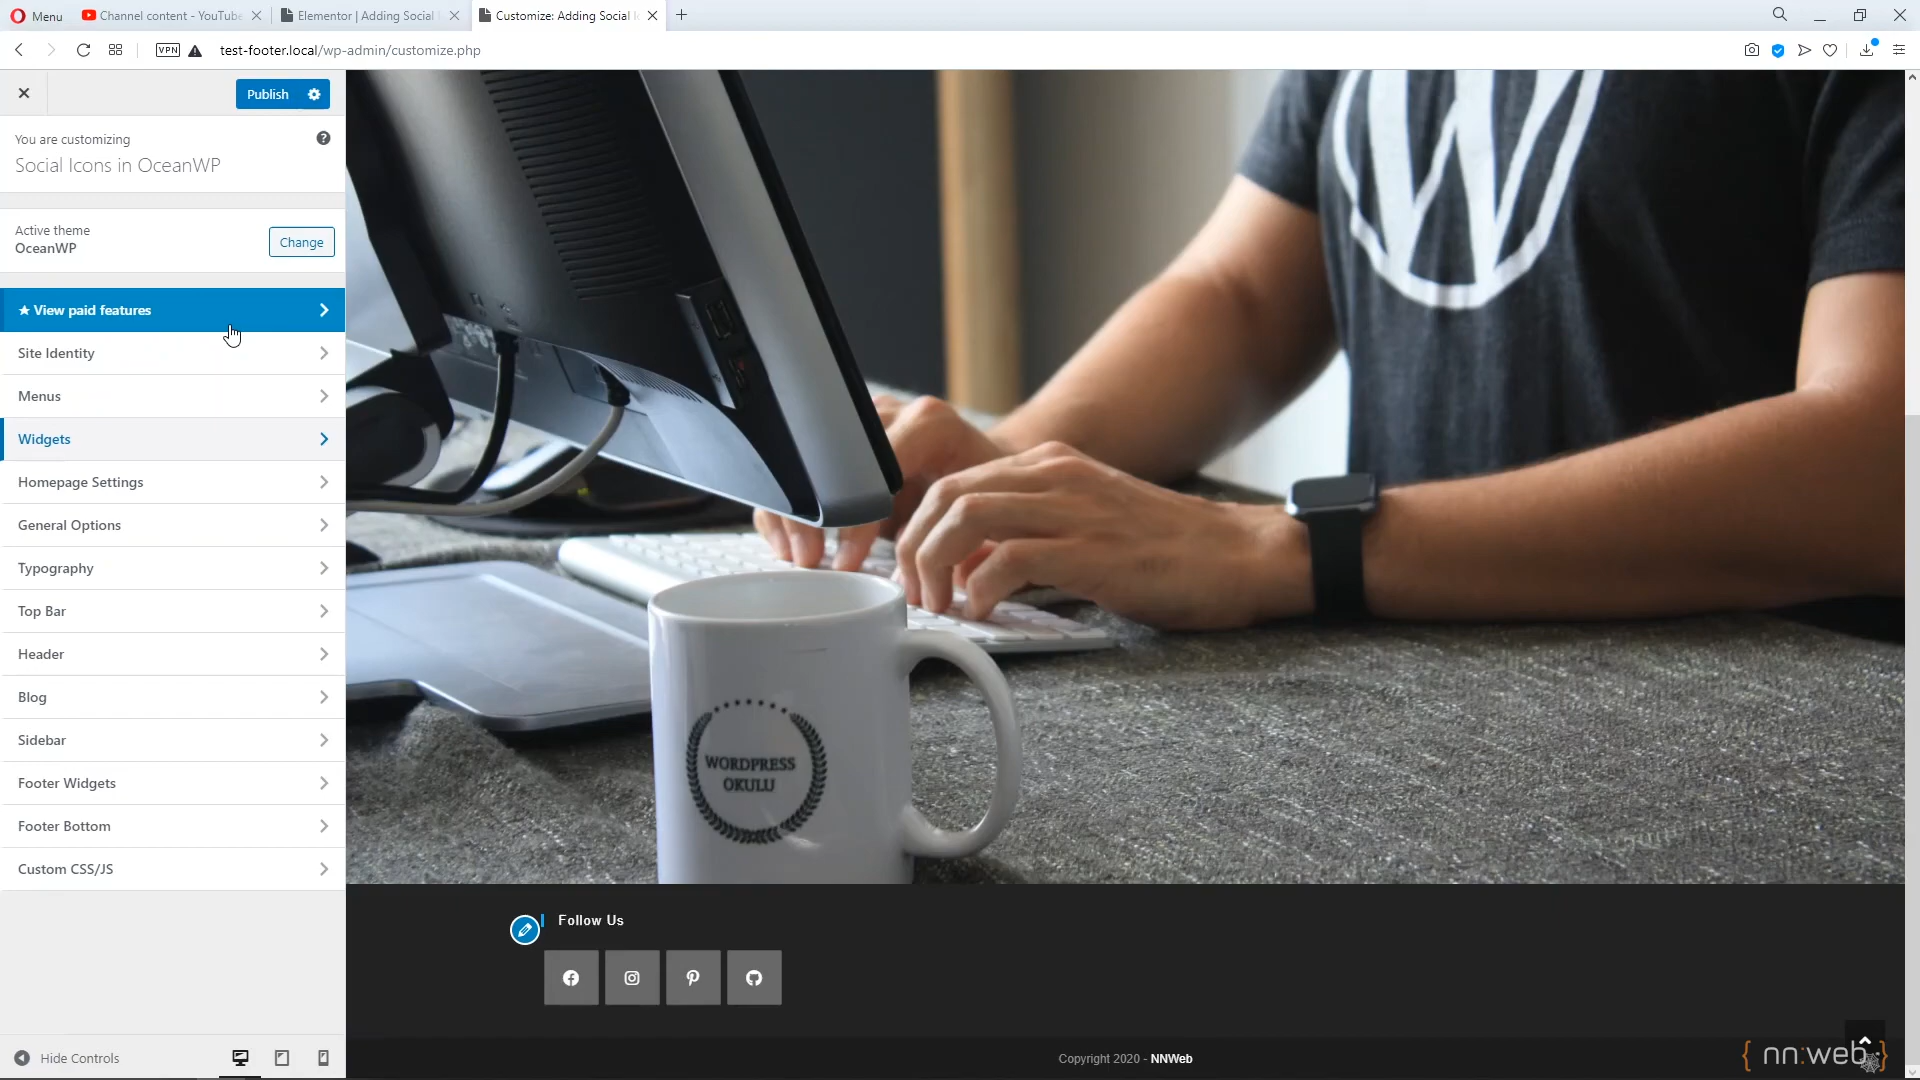 Menu
Channel content - YouTube
Elementor | Adding Social
Customize: Adding Social
VPN
test-footer.local/wp-admin/customize.php
Publish
You are customizing
Social Icons in OceanWP
Active theme
OceanWP
Change
View paid features
Site Identity
Menus
Widgets
Homepage Settings
General Options
Typography
Top Bar
Header
Blog
Sidebar
Footer Widgets
Footer Bottom
Custom CSS/JS
Hide Controls
WORDPRESS
OKULU
Follow Us
Copyright 2020 - NNWeb
{ nn:web }